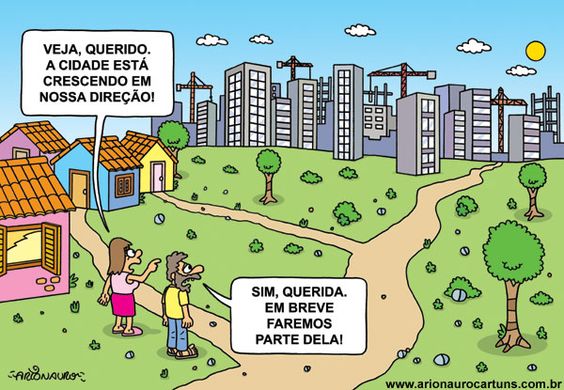 VEJA, QUERIDO.
A CIDADE ESTÁ
CRESCENDO EM
NOSSA DIREÇÃO!
SIM, QUERIDA.
EM BREVE
FAREMOS
PARTE DELA!
ARIONAURO
www.arionaurocartuns.com.br